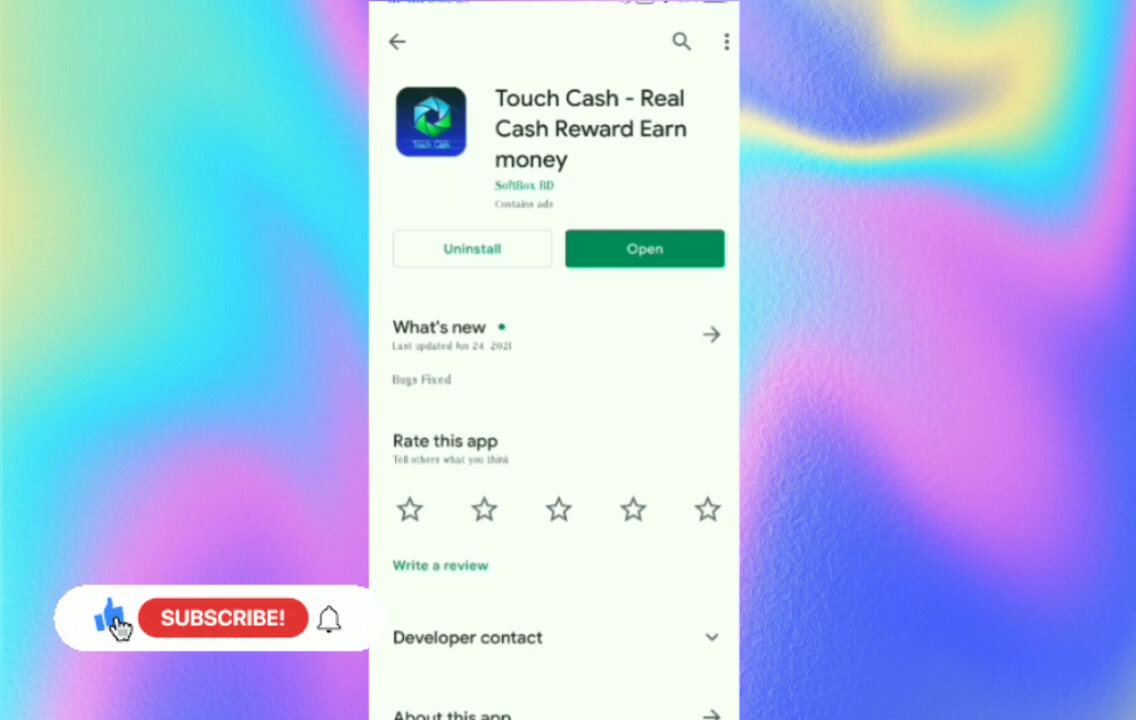 Touch Cash - Real
Cash Reward Earn
money
Touch Cash
SoftBox BD
Contains ads
Uninstall
Open
What's new
Last updated Jun 24, 2021
Bugs Fixed
Rate this app
Tell others what you think
Write a review
SUBSCRIBE!
Developer contact
About this app